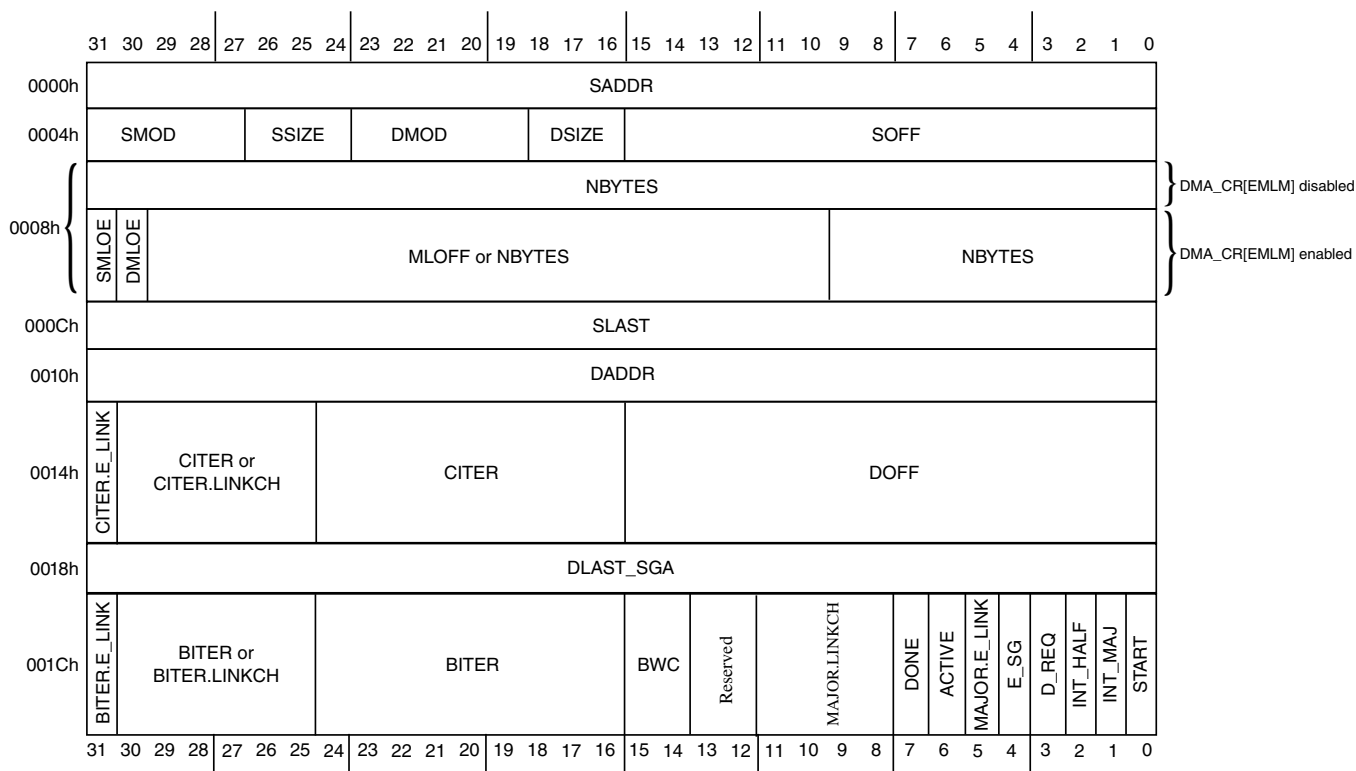 31 30 29 28 27 26 25 24 23 22 21 20 19 18 17 16 15 14 13 12 11 10 9 8 7 6 5 4 3 2 1 0
0000h SADDR
0004h SMOD SSIZE DMOD DSIZE SOFF
NBYTES DMA_CR[EMLM] disabled
0008h SMLOE DMLOE MLOFF or NBYTES NBYTES DMA_CR[EMLM] enabled
000Ch SLAST
0010h DADDR
0014h CITER.E_LINK CITER or
CITER.LINKCH CITER DOFF
0018h DLAST_SGA
001Ch BITER.E_LINK BITER or
BITER.LINKCH BITER BWC Reserved MAJOR.LINKCH DONE ACTIVE MAJOR.E_LINK E_SG D_REQ INT_HALF INT_MAJ START
31 30 29 28 27 26 25 24 23 22 21 20 19 18 17 16 15 14 13 12 11 10 9 8 7 6 5 4 3 2 1 0